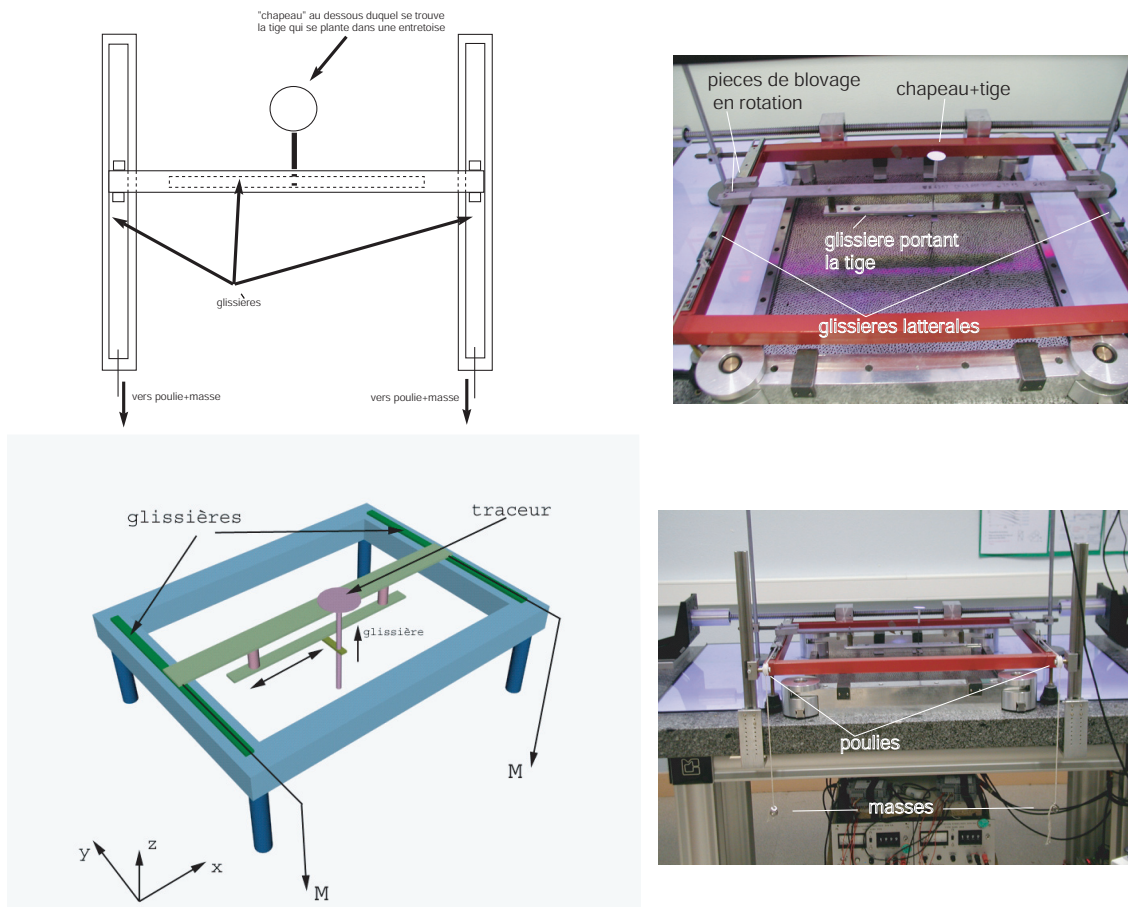 "chapeau" au dessous duquel se trouve
la tige qui se plante dans une entretoise
glissières
vers poulie+masse
vers poulie+masse
pieces de blovage
en rotation
chapeau+tige
glissiere portant
la tige
glissieres latterales
glissières
traceur
glissière
M
M
y
z
x
poulies
masses